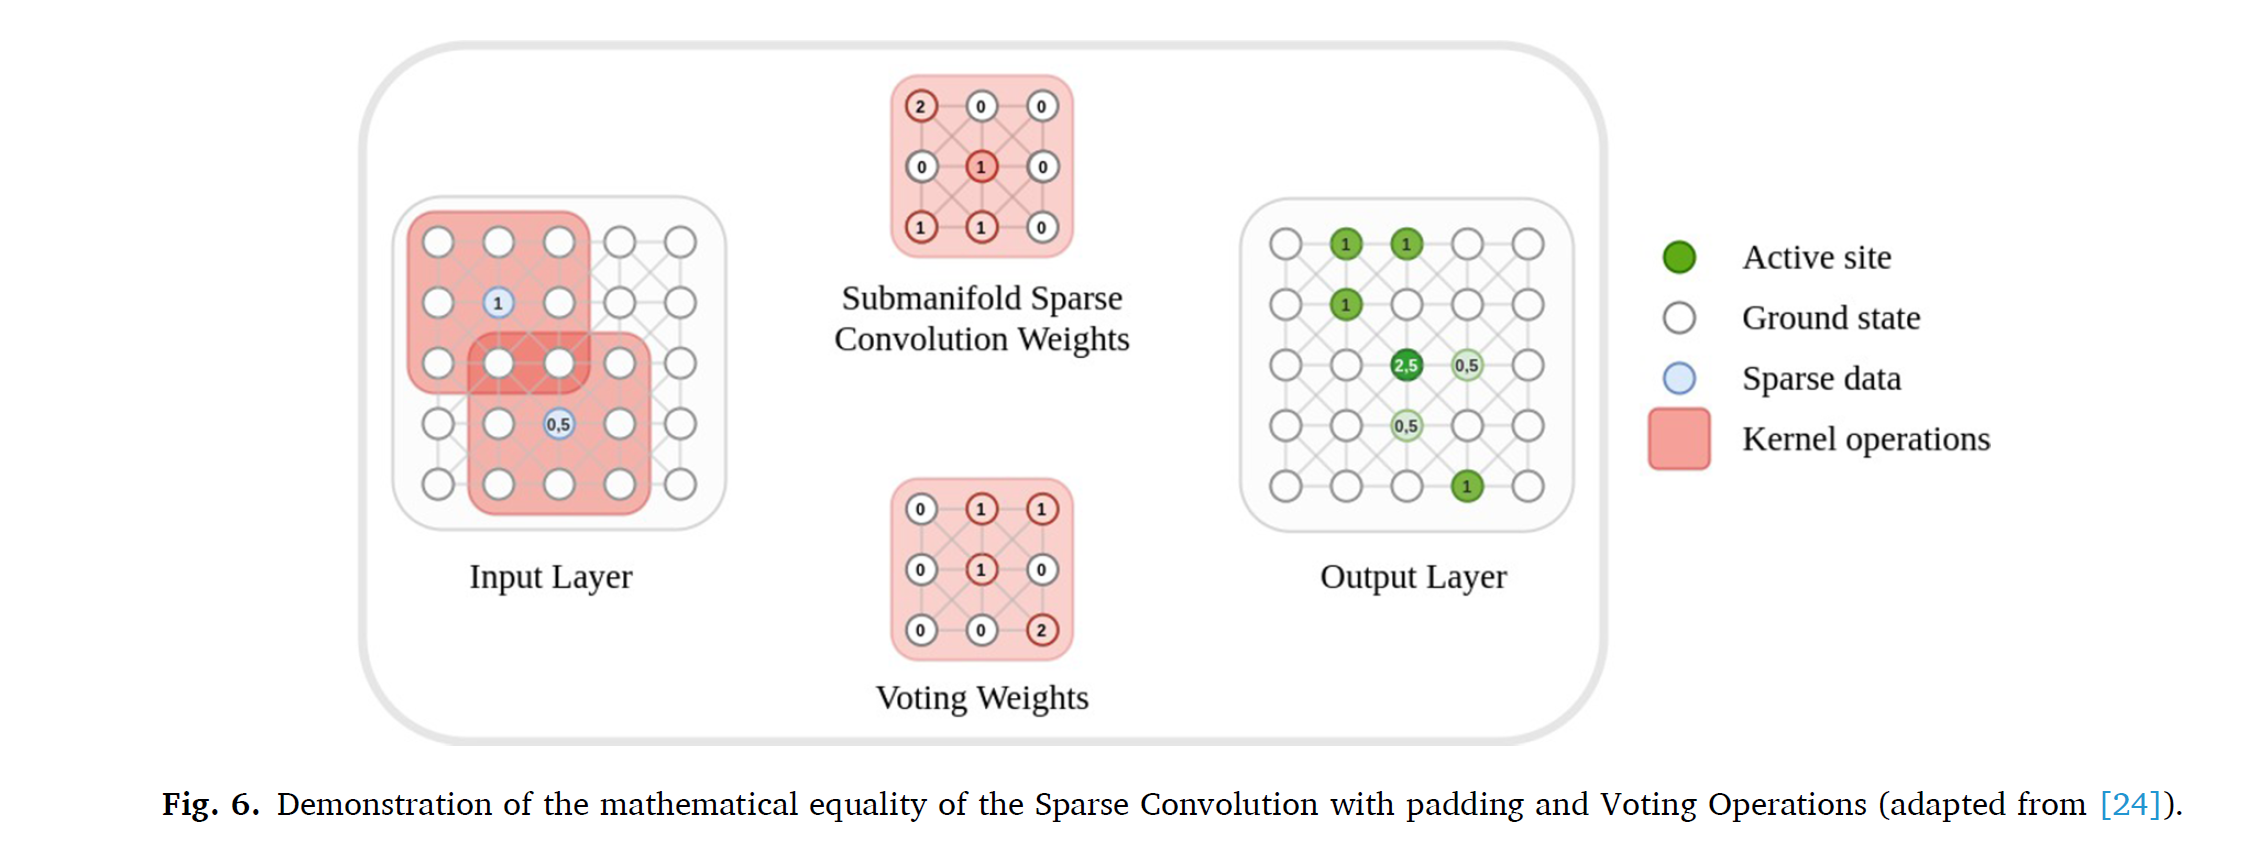 2 0 0
0 1 0
1 1 0
Submanifold Sparse
Convolution Weights
1
0,5
Input Layer
0 1 1
0 1 0
0 0 2
Voting Weights
1 1
1
2,5 0,5
0,5
1
Output Layer
Active site
Ground state
Sparse data
Kernel operations
Fig. 6. Demonstration of the mathematical equality of the Sparse Convolution with padding and Voting Operations (adapted from [24]).